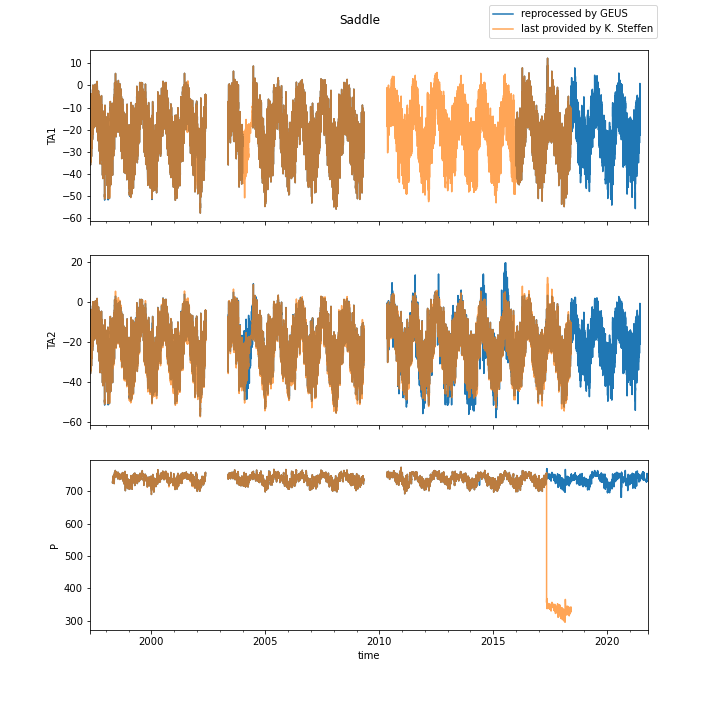 Saddle
reprocessed by GEUS
last provided by K. Steffen
10
0
−10
−20
−30
−40
−50
−60
TA1
20
0
−20
−40
−60
TA2
700
600
500
400
300
P
2000 2005 2010 2015 2020
time